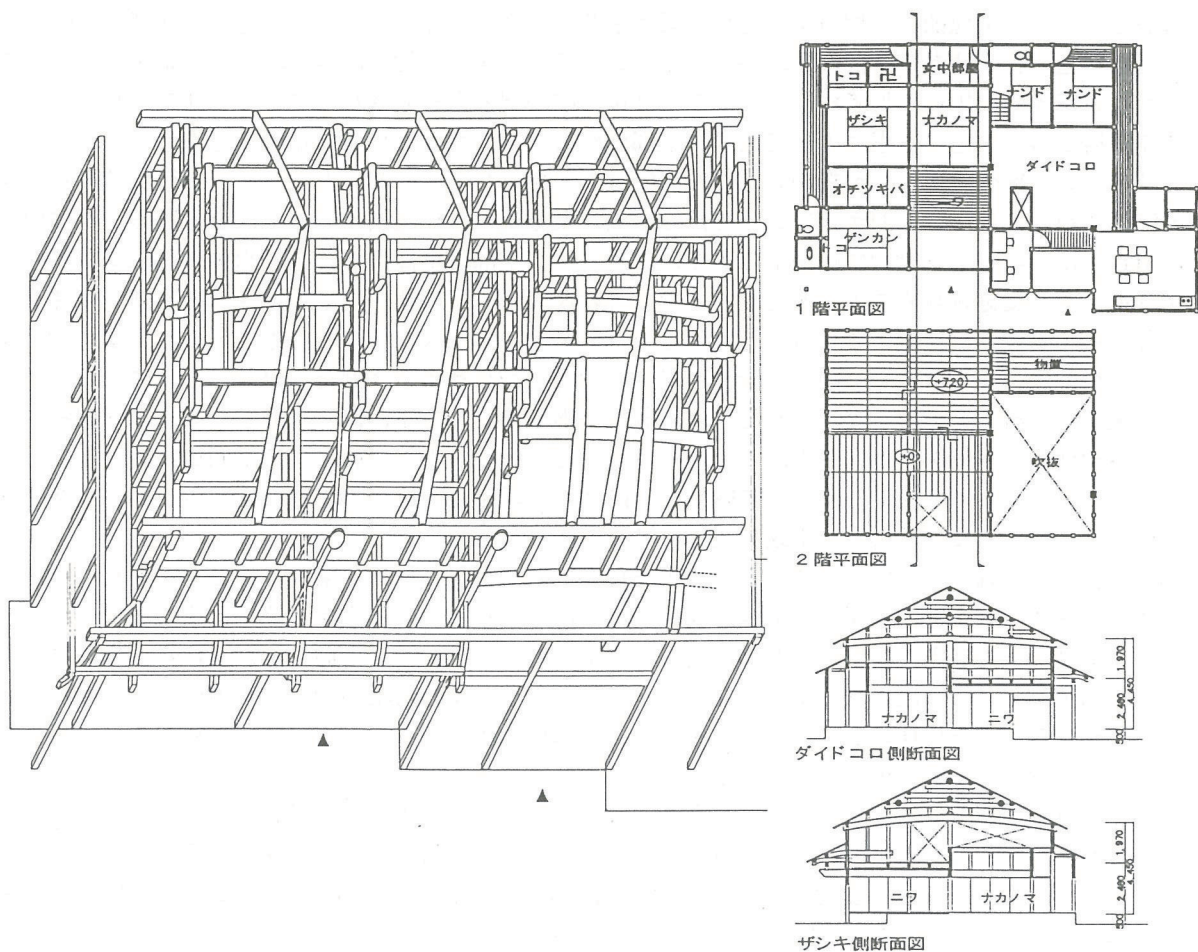 女中部屋
トコ
卍
ナンド
ナンド
ザシキ
ナカノマ
ダイドコロ
オチツキバ
ニワ
ゲンカン
トコ
1階平面図
物置
+720
±0
吹抜
2階平面図
ナカノマ
ニワ
500
2,480
1,970
4,450
ダイドコロ側断面図
ニワ
ナカノマ
500
2,480
1,970
4,450
ザシキ側断面図